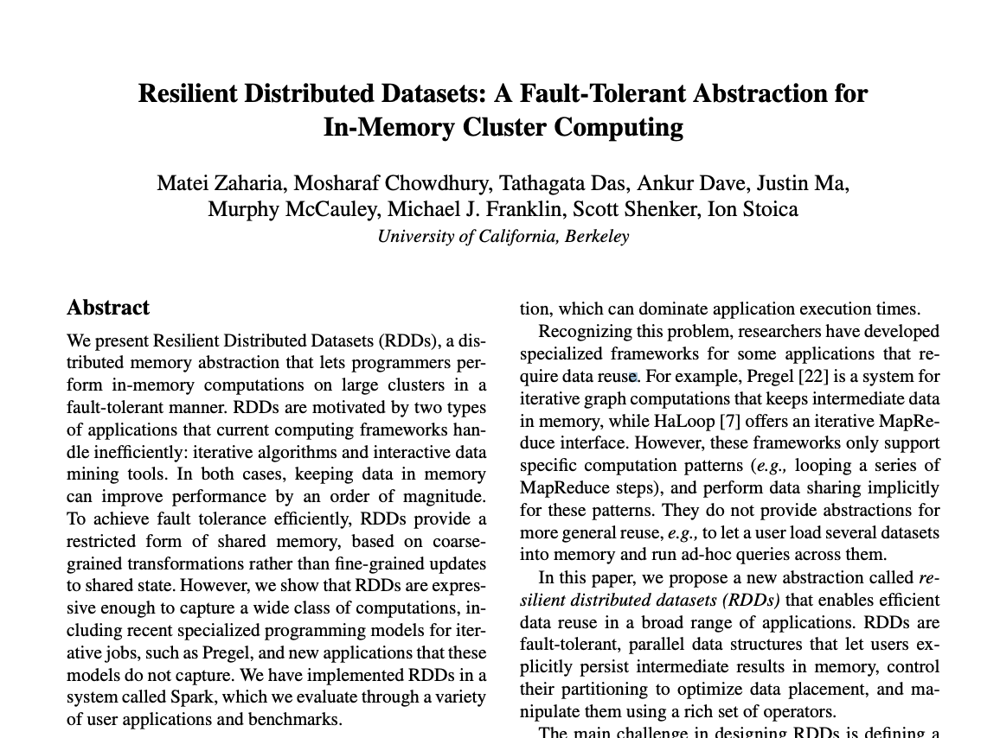 Resilient Distributed Datasets: A Fault-Tolerant Abstraction for
In-Memory Cluster Computing
Matei Zaharia, Mosharaf Chowdhury, Tathagata Das, Ankur Dave, Justin Ma,
Murphy McCauley, Michael J. Franklin, Scott Shenker, Ion Stoica
University of California, Berkeley
Abstract
We present Resilient Distributed Datasets (RDDs), a dis-
tributed memory abstraction that lets programmers per-
form in-memory computations on large clusters in a
fault-tolerant manner. RDDs are motivated by two types
of applications that current computing frameworks han-
dle inefficiently: iterative algorithms and interactive data
mining tools. In both cases, keeping data in memory
can improve performance by an order of magnitude.
To achieve fault tolerance efficiently, RDDs provide a
restricted form of shared memory, based on coarse-
grained transformations rather than fine-grained updates
to shared state. However, we show that RDDs are expres-
sive enough to capture a wide class of computations, in-
cluding recent specialized programming models for iter-
ative jobs, such as Pregel, and new applications that these
models do not capture. We have implemented RDDs in a
system called Spark, which we evaluate through a variety
of user applications and benchmarks.
tion, which can dominate application execution times.
Recognizing this problem, researchers have developed
specialized frameworks for some applications that re-
quire data reuse. For example, Pregel [22] is a system for
iterative graph computations that keeps intermediate data
in memory, while HaLoop [7] offers an iterative MapRe-
duce interface. However, these frameworks only support
specific computation patterns (e.g., looping a series of
MapReduce steps), and perform data sharing implicitly
for these patterns. They do not provide abstractions for
more general reuse, e.g., to let a user load several datasets
into memory and run ad-hoc queries across them.
In this paper, we propose a new abstraction called re-
silient distributed datasets (RDDs) that enables efficient
data reuse in a broad range of applications. RDDs are
fault-tolerant, parallel data structures that let users ex-
plicitly persist intermediate results in memory, control
their partitioning to optimize data placement, and ma-
nipulate them using a rich set of operators.
The main challenge in designing RDDs is defining a